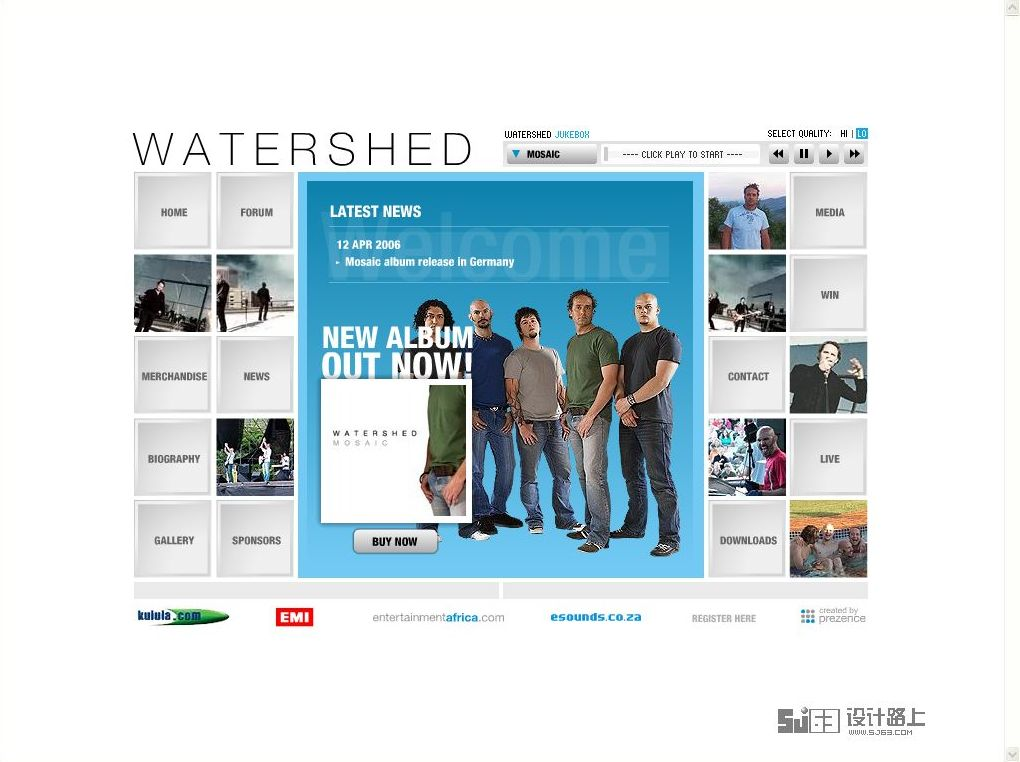 WATERSHED
WATERSHED JUKEBOX
SELECT QUALITY: HI | LO
MOSAIC
---- CLICK PLAY TO START ----
HOME
FORUM
MEDIA
WIN
MERCHANDISE
NEWS
CONTACT
BIOGRAPHY
LIVE
GALLERY
SPONSORS
DOWNLOADS
Welcome
LATEST NEWS
12 APR 2006
Mosaic album release in Germany
NEW ALBUM
OUT NOW!
WATERSHED
MOSAIC
BUY NOW
kulula.com
EMI
entertainmentafrica.com
esounds.co.za
REGISTER HERE
created by
prezence
SJ
设计路上
WWW.SJ63.COM